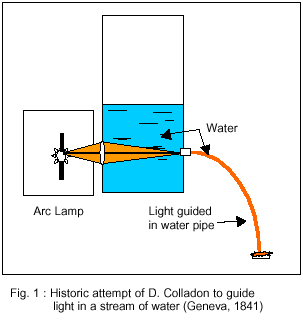 Water
Arc Lamp
Light guided
in water pipe
Fig. 1 : Historic attempt of D. Colladon to guide
light in a stream of water (Geneva, 1841)